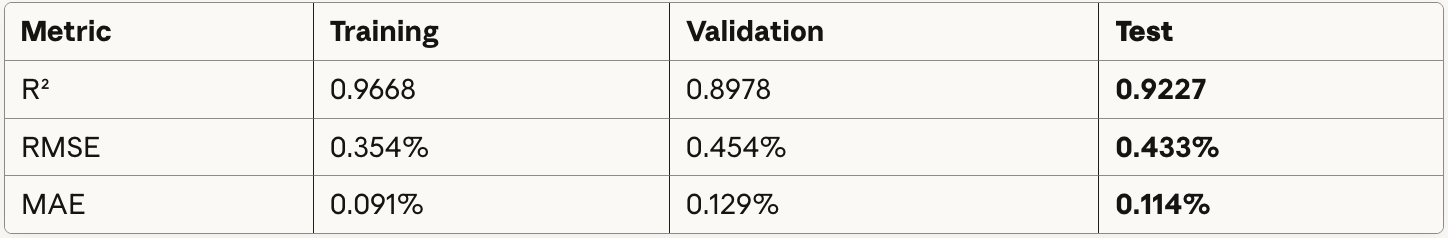 Metric Training Validation Test
R² 0.9668 0.8978 0.9227
RMSE 0.354% 0.454% 0.433%
MAE 0.091% 0.129% 0.114%